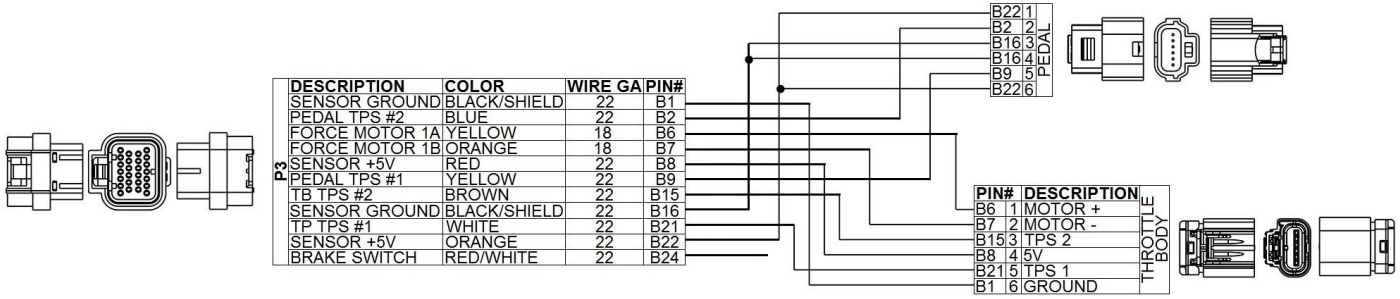 B22 1
B2 2
B16 3
B16 4
B9 5
B22 6
PEDAL
P3
DESCRIPTION COLOR WIRE GA PIN#
SENSOR GROUND BLACK/SHIELD 22 B1
PEDAL TPS #2 BLUE 22 B2
FORCE MOTOR 1A YELLOW 18 B6
FORCE MOTOR 1B ORANGE 18 B7
SENSOR +5V RED 22 B8
PEDAL TPS #1 YELLOW 22 B9
TB TPS #2 BROWN 22 B15
SENSOR GROUND BLACK/SHIELD 22 B16
TP TPS #1 WHITE 22 B21
SENSOR +5V ORANGE 22 B22
BRAKE SWITCH RED/WHITE 22 B24
PIN# DESCRIPTION
B6 1 MOTOR +
B7 2 MOTOR -
B15 3 TPS 2
B8 4 5V
B21 5 TPS 1
B1 6 GROUND
THROTTLE
BODY